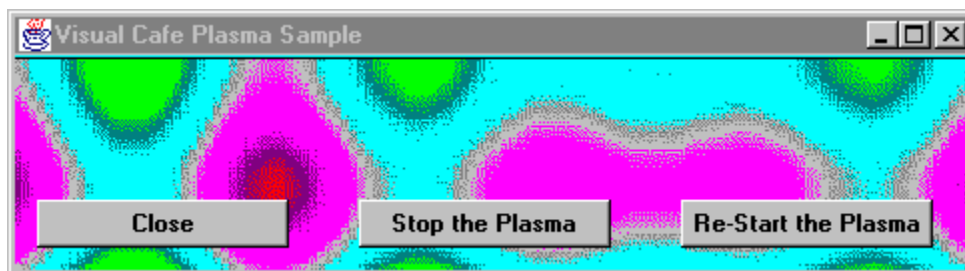 Visual Cafe Plasma Sample
Close
Stop the Plasma
Re-Start the Plasma